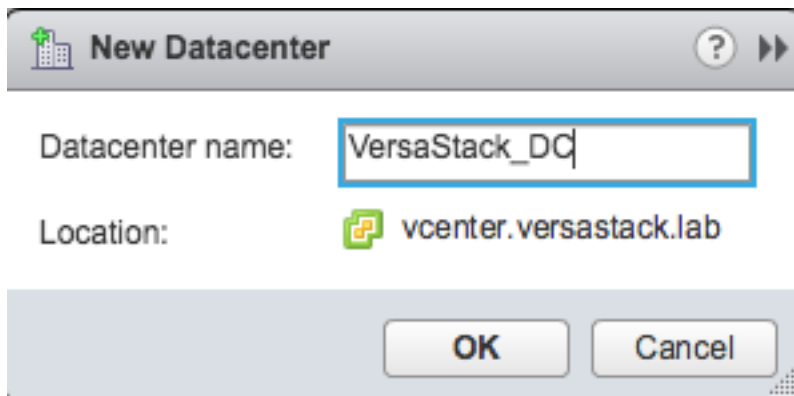 New Datacenter ?
Datacenter name: VersaStack_DC
Location: vcenter.versastack.lab
OK Cancel